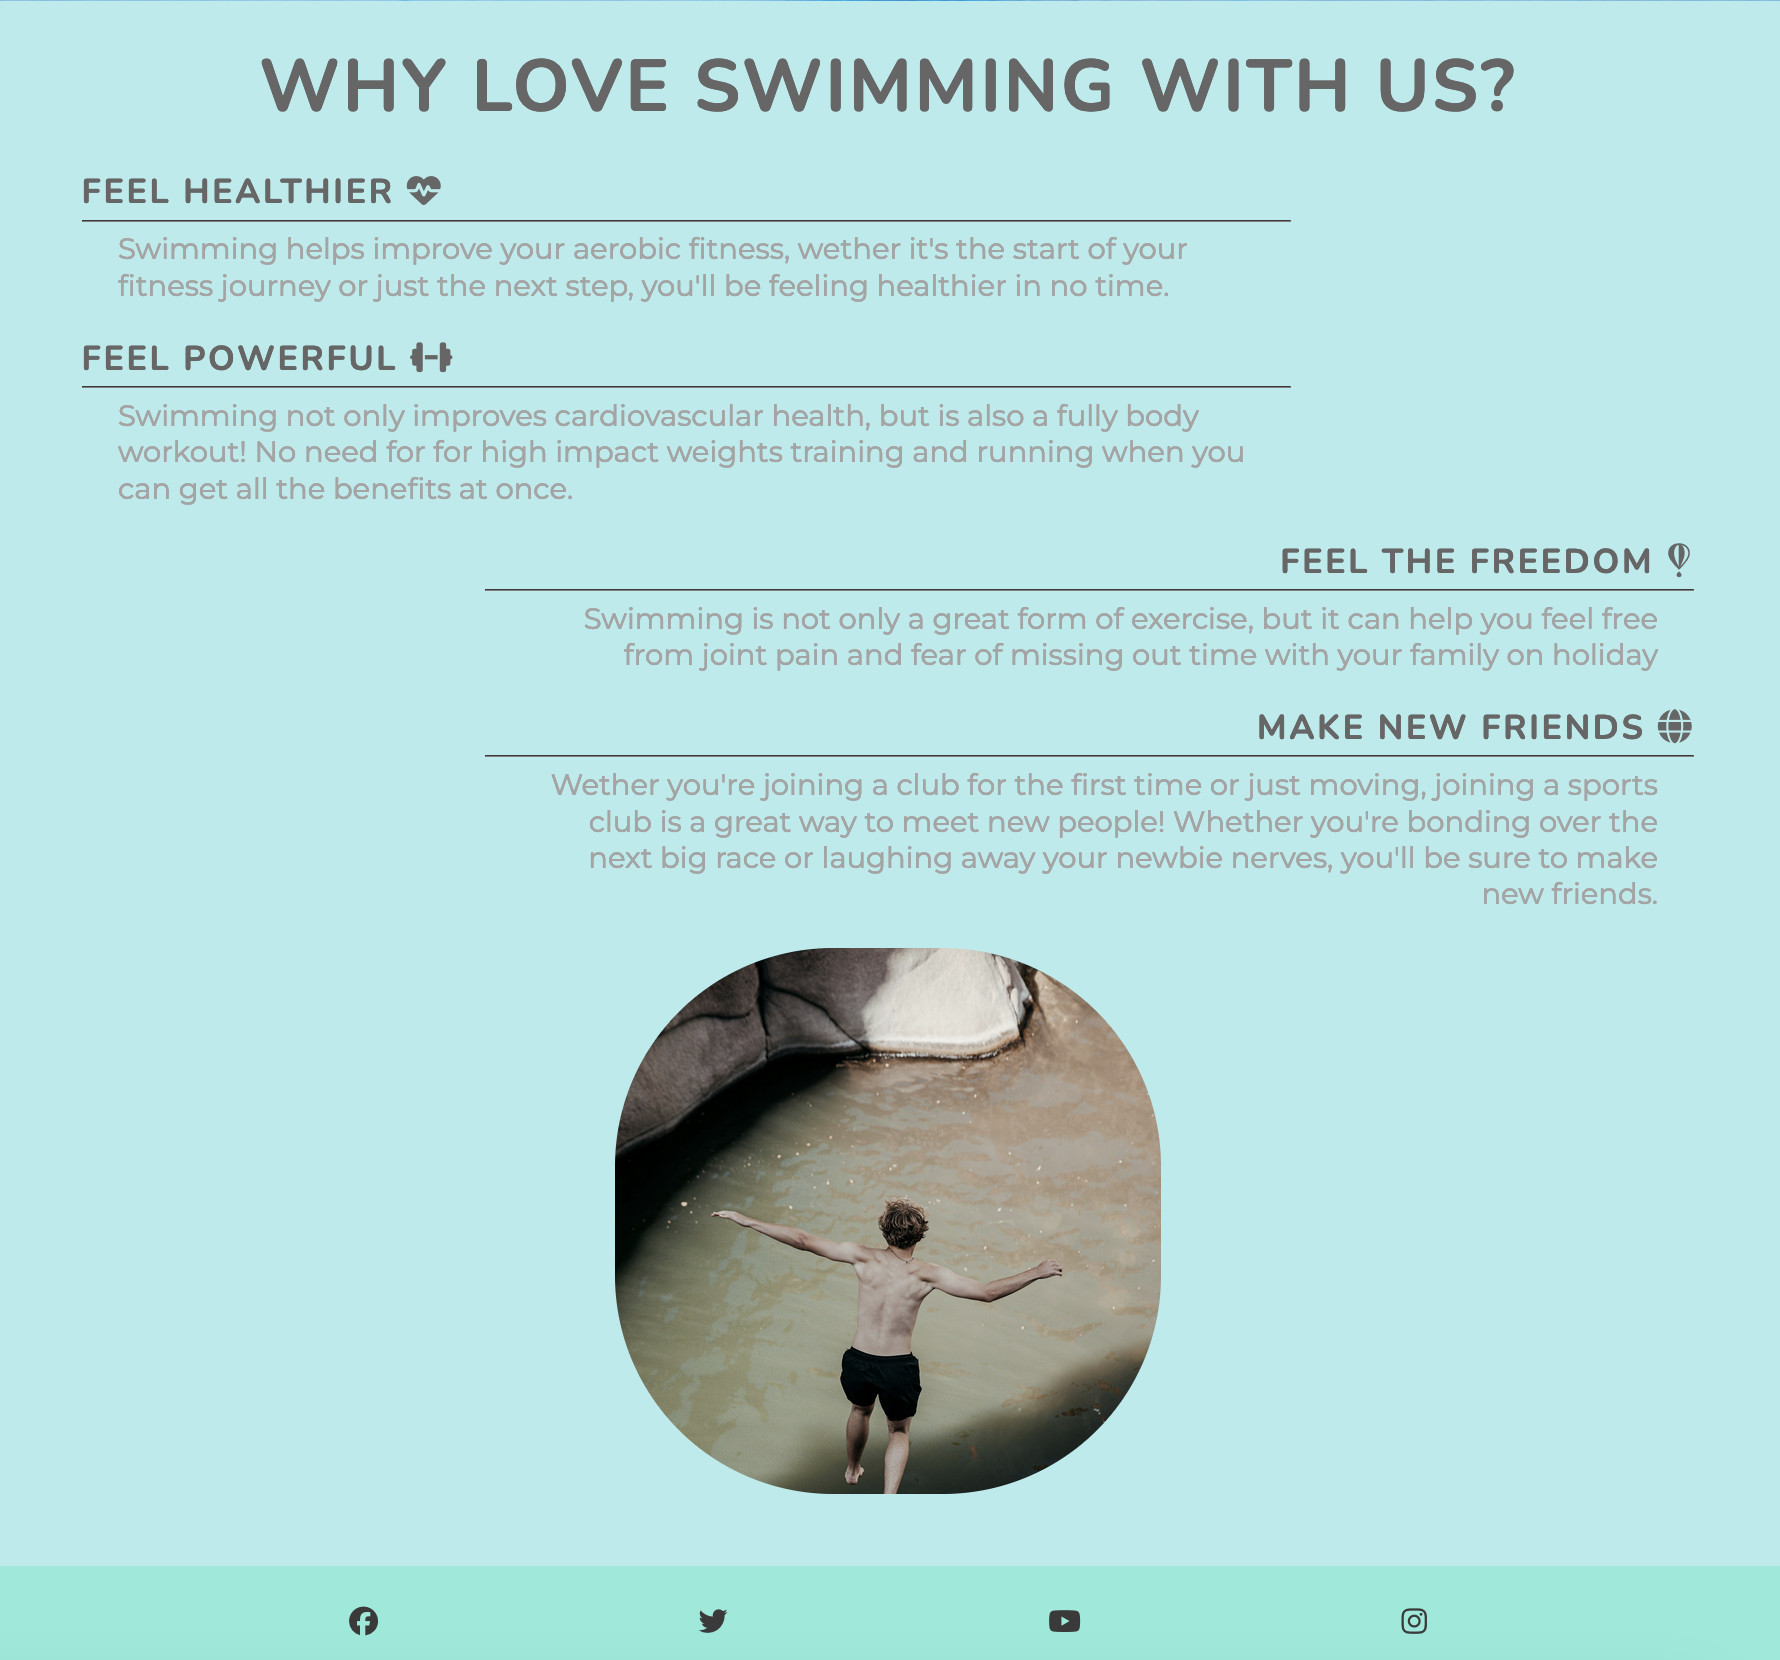 WHY LOVE SWIMMING WITH US?
FEEL HEALTHIER
Swimming helps improve your aerobic fitness, wether it's the start of your
fitness journey or just the next step, you'll be feeling healthier in no time.
FEEL POWERFUL
Swimming not only improves cardiovascular health, but is also a fully body
workout! No need for for high impact weights training and running when you
can get all the benefits at once.
FEEL THE FREEDOM
Swimming is not only a great form of exercise, but it can help you feel free
from joint pain and fear of missing out time with your family on holiday
MAKE NEW FRIENDS
Wether you're joining a club for the first time or just moving, joining a sports
club is a great way to meet new people! Whether you're bonding over the
next big race or laughing away your newbie nerves, you'll be sure to make
new friends.